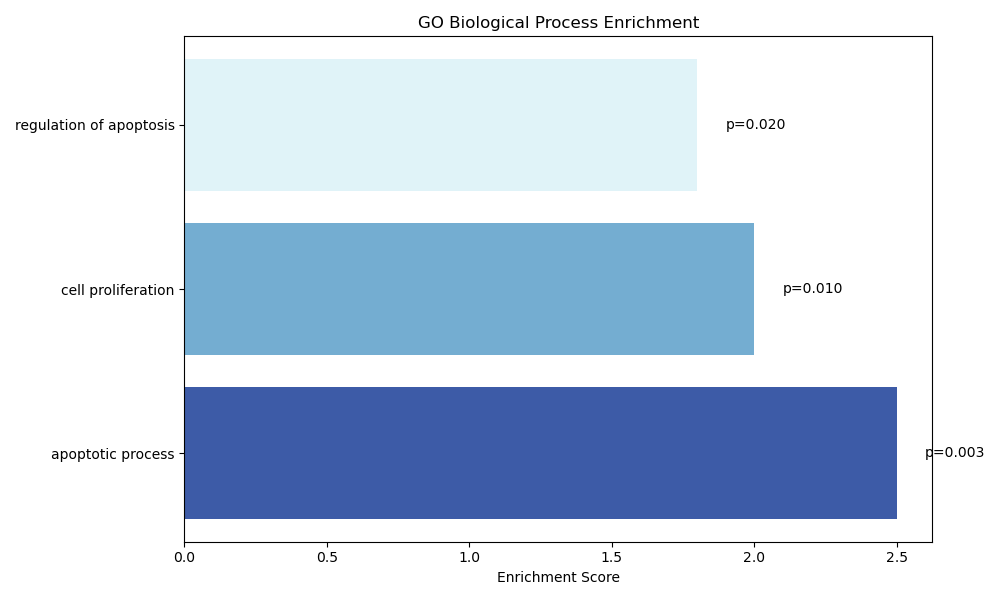 GO Biological Process Enrichment
regulation of apoptosis
p=0.020
cell proliferation
p=0.010
apoptotic process
p=0.003
0.0 0.5 1.0 1.5 2.0 2.5
Enrichment Score